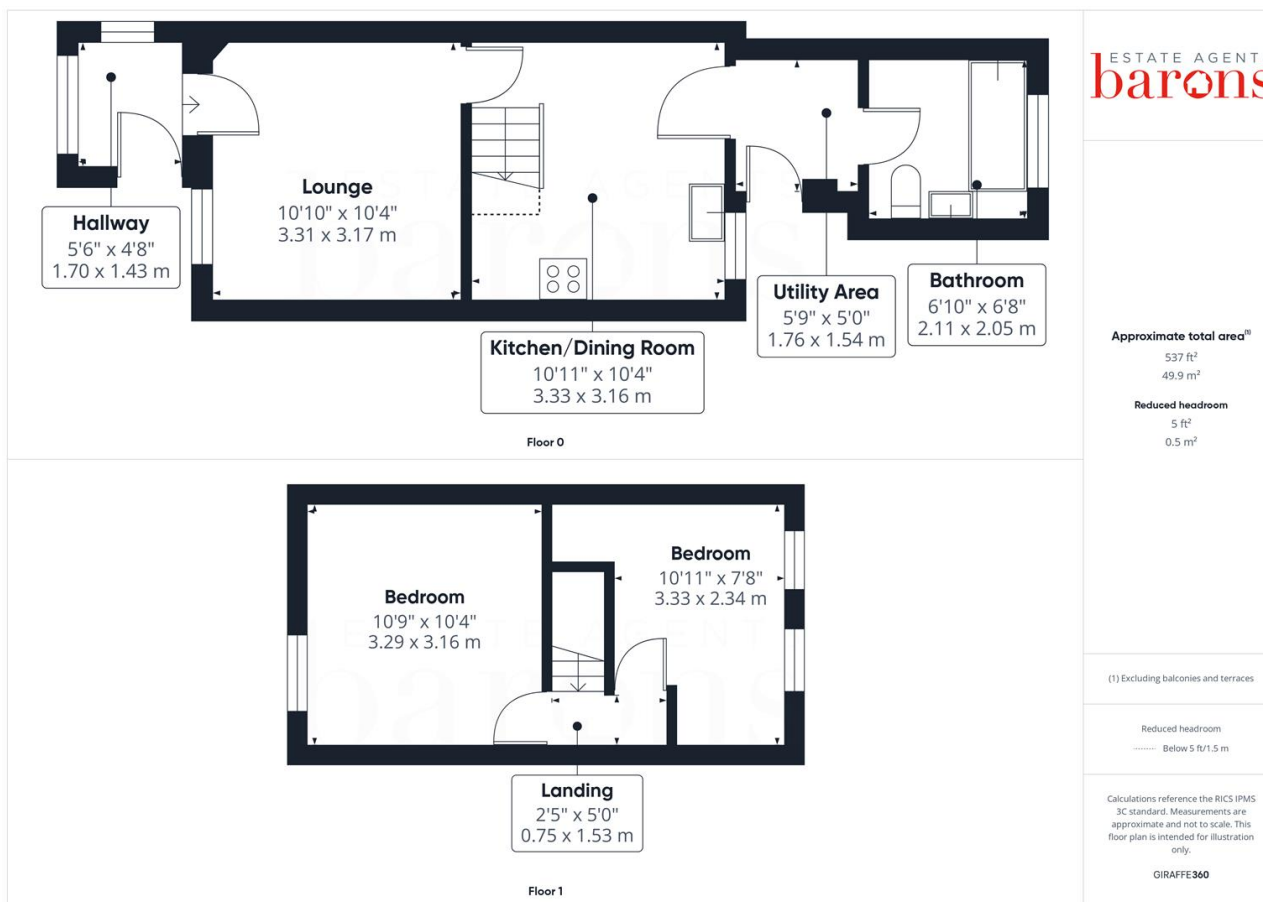 Hallway
5'6" x 4'8"
1.70 x 1.43 m
Lounge
10'10" x 10'4"
3.31 x 3.17 m
Kitchen/Dining Room
10'11" x 10'4"
3.33 x 3.16 m
Utility Area
5'9" x 5'0"
1.76 x 1.54 m
Bathroom
6'10" x 6'8"
2.11 x 2.05 m
Floor 0
Bedroom
10'9" x 10'4"
3.29 x 3.16 m
Bedroom
10'11" x 7'8"
3.33 x 2.34 m
Landing
2'5" x 5'0"
0.75 x 1.53 m
Floor 1
ESTATE AGENT
barons
Approximate total area(1)
537 ft²
49.9 m²
Reduced headroom
5 ft²
0.5 m²
(1) Excluding balconies and terraces
Reduced headroom
Below 5 ft/1.5 m
Calculations reference the RICS IPMS
3C standard. Measurements are
approximate and not to scale. This
floor plan is intended for illustration
only.
GIRAFFE360